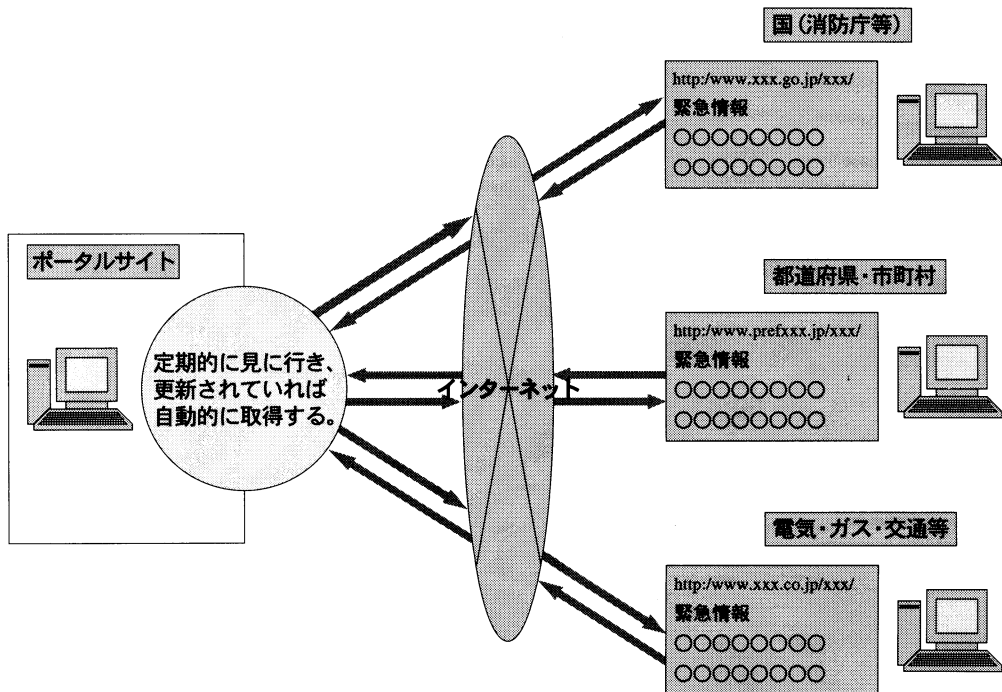 国(消防庁等)
http:/www.xxx.go.jp/xxx/
緊急情報
○○○○○○○○
○○○○○○○○
ポータルサイト
定期的に見に行き、
更新されていれば
自動的に取得する。
インターネット
都道府県・市町村
http:/www.prefxxx.jp/xxx/
緊急情報
○○○○○○○○
○○○○○○○○
電気・ガス・交通等
http:/www.xxx.co.jp/xxx/
緊急情報
○○○○○○○○
○○○○○○○○